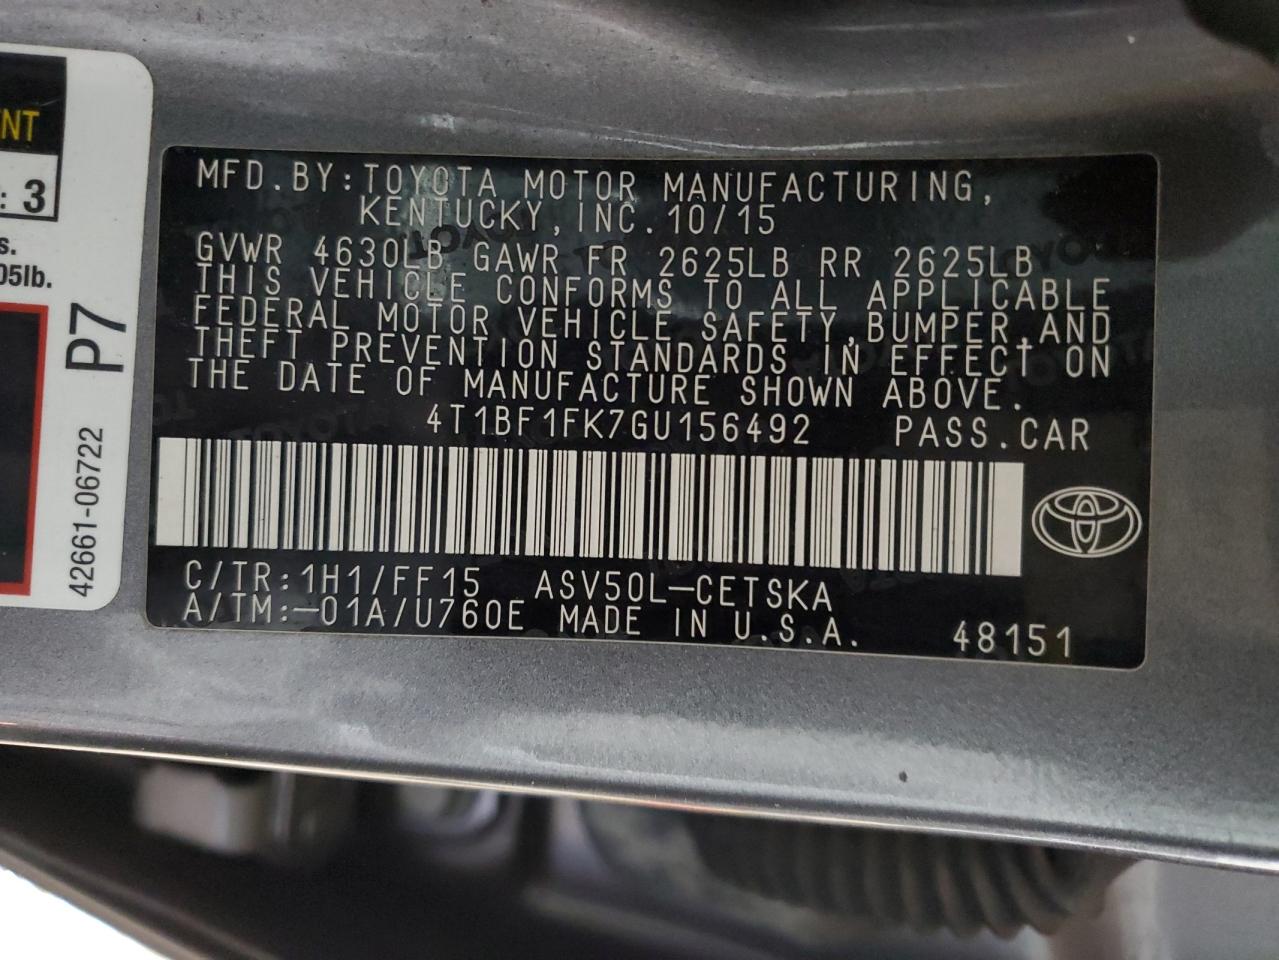 NT
: 3
s.
05lb.
P7
42661-06722
MFD.BY:TOYOTA MOTOR MANUFACTURING,
KENTUCKY,INC.10/15
GVWR 4630LB GAWR FR 2625LB RR 2625LB
THIS VEHICLE CONFORMS TO ALL APPLICABLE
FEDERAL MOTOR VEHICLE SAFETY,BUMPER,AND
THEFT PREVENTION STANDARDS IN EFFECT ON
THE DATE OF MANUFACTURE SHOWN ABOVE.
4T1BF1FK7GU156492 PASS.CAR
C/TR:1H1/FF15 ASV50L-CETSKA
A/TM:-01A/U760E MADE IN U.S.A. 48151